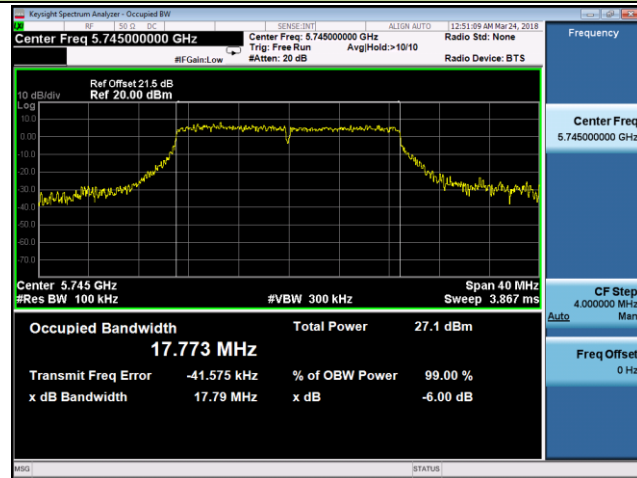 Keysight Spectrum Analyzer - Occupied BW
RF 50 Ω DC SENSE:INT ALIGN AUTO 12:51:09 AM Mar 24, 2018
Center Freq 5.745000000 GHz Center Freq: 5.745000000 GHz Radio Std: None Frequency
Trig: Free Run Avg|Hold:>10/10
#IFGain:Low #Atten: 20 dB Radio Device: BTS
Ref Offset 21.5 dB
10 dB/div Ref 20.00 dBm
Log
10.0
0.00
-10.0
-20.0
-30.0
-40.0
-50.0
-60.0
-70.0
Center Freq
5.745000000 GHz
Center 5.745 GHz Span 40 MHz
#Res BW 100 kHz #VBW 300 kHz Sweep 3.867 ms
CF Step
4.000000 MHz
Auto Man
Occupied Bandwidth Total Power 27.1 dBm
17.773 MHz
Freq Offset
0 Hz
Transmit Freq Error -41.575 kHz % of OBW Power 99.00 %
x dB Bandwidth 17.79 MHz x dB -6.00 dB
MSG STATUS